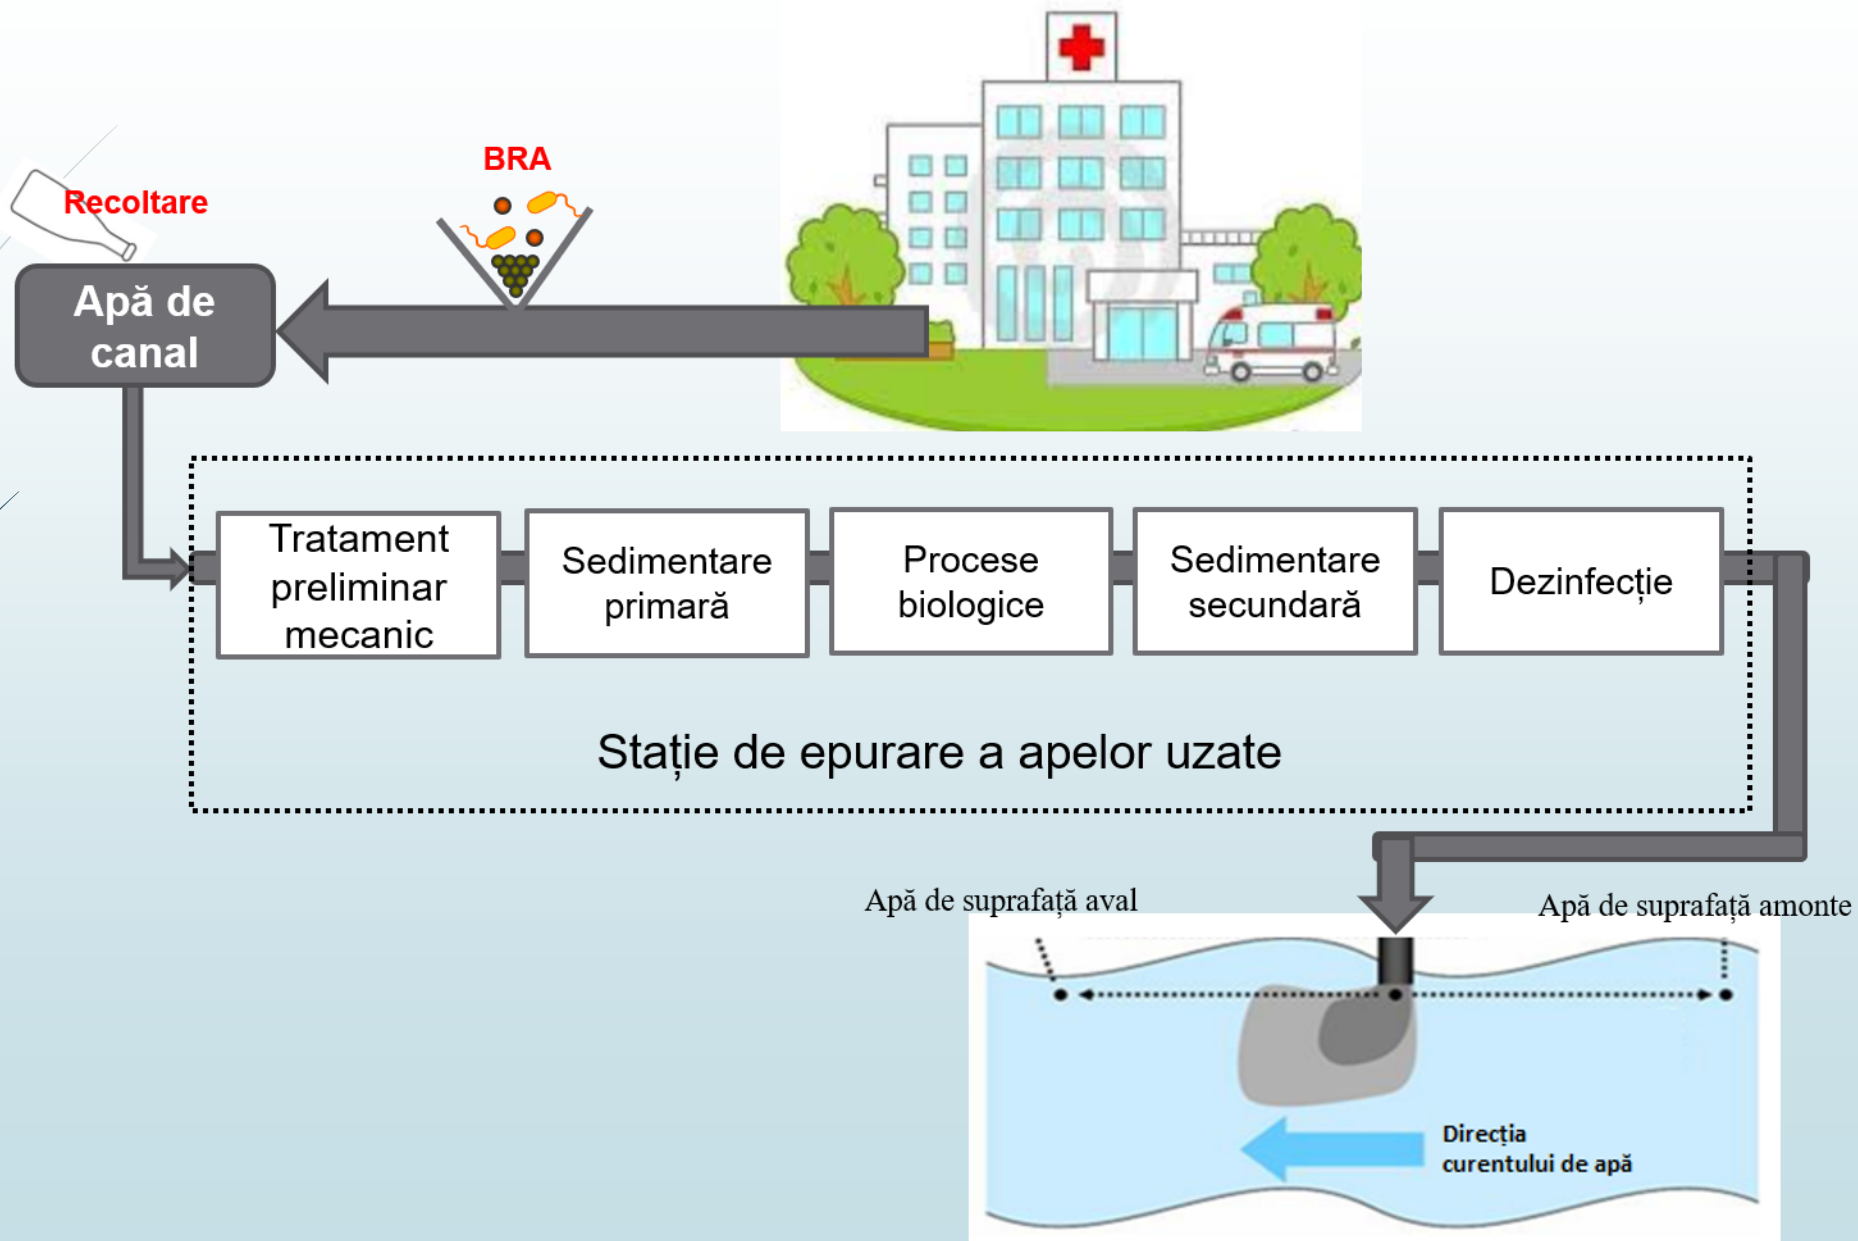 BRA
Recoltare
Apă de
canal
Tratament
preliminar
mecanic
Sedimentare
primară
Procese
biologice
Sedimentare
secundară
Dezinfecție
Stație de epurare a apelor uzate
Apă de suprafață aval
Apă de suprafață amonte
Direcția
curentului de apă